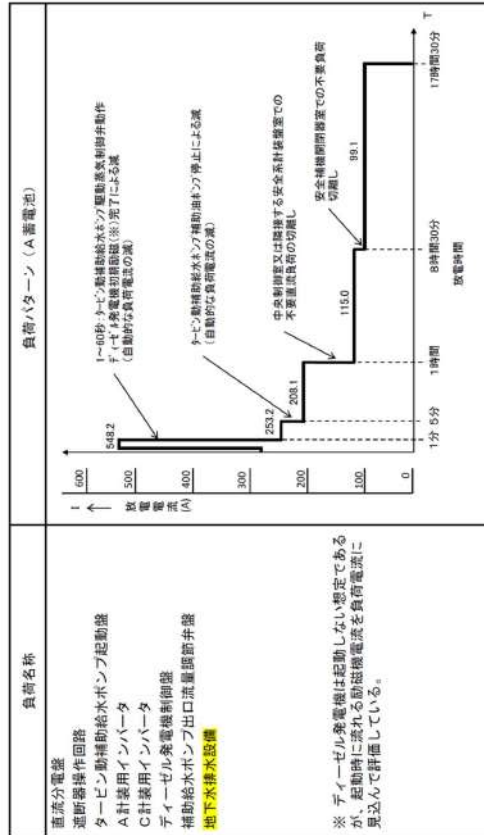 負荷名称
負荷パターン（Ａ蓄電池）
直流分電盤
遮断器操作回路
タービン動補助給水ポンプ起動盤
Ａ計装用インバータ
Ｃ計装用インバータ
ディーゼル発電機制御盤
補助給水ポンプ出口流量調節弁盤
地下水排水設備
※ ディーゼル発電機は起動しない想定である
が、起動時に流れる励磁機電流を負荷電流に
見込んで評価している。
I
放電電流
(A)
600
500
400
300
200
100
0
548.2
253.2
208.1
115.0
99.1
1～60秒：タービン動補助給水ポンプ駆動蒸気制御弁動作
ディーゼル発電機初期励磁(※)完了による減
(自動的な負荷電流の減)
タービン動補助給水ポンプ補助油ポンプ停止による減
(自動的な負荷電流の減)
中央制御室又は隣接する安全系計装盤室での
不要直流負荷の切離し
安全補機開閉器室での不要負荷
切離し
1分
5分
1時間
8時間30分
17時間30分
T
放電時間